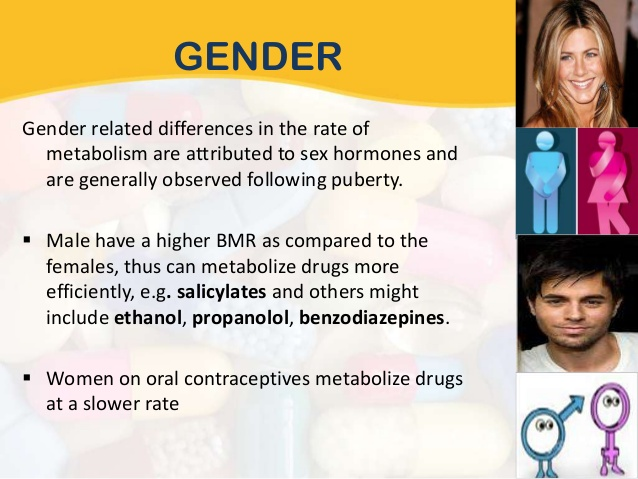 GENDER
Gender related differences in the rate of
metabolism are attributed to sex hormones and
are generally observed following puberty.
▪ Male have a higher BMR as compared to the
females, thus can metabolize drugs more
efficiently, e.g. salicylates and others might
include ethanol, propanolol, benzodiazepines.
▪ Women on oral contraceptives metabolize drugs
at a slower rate